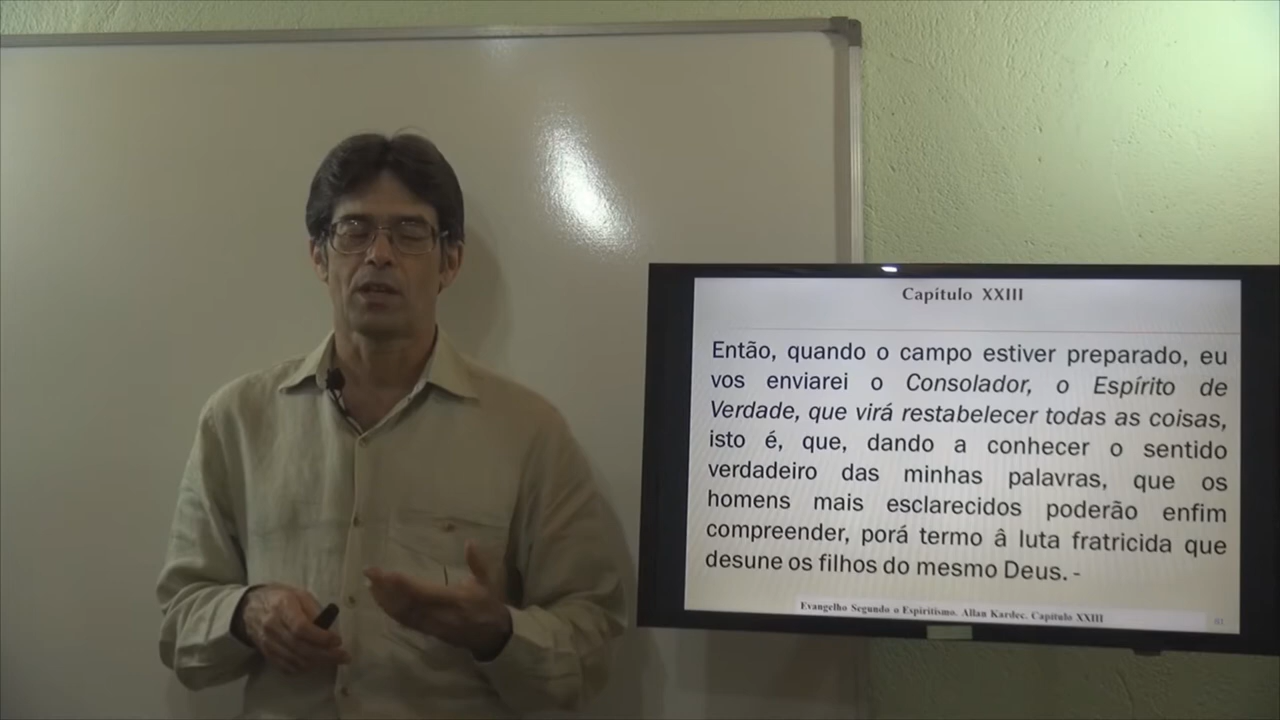 Capítulo XXIII
Então, quando o campo estiver preparado, eu
vos enviarei o Consolador, o Espírito de
Verdade, que virá restabelecer todas as coisas,
isto é, que, dando a conhecer o sentido
verdadeiro das minhas palavras, que os
homens mais esclarecidos poderão enfim
compreender, porá termo â luta fratricida que
desune os filhos do mesmo Deus. -
Evangelho Segundo o Espiritismo. Allan Kardec. Capítulo XXIII